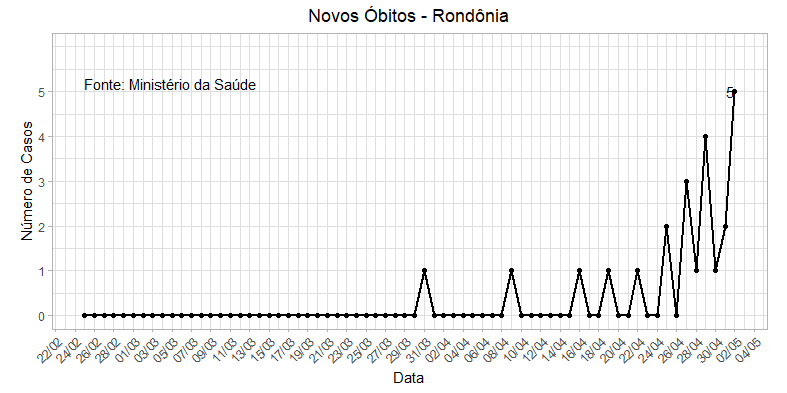 Novos Óbitos - Rondônia
Fonte: Ministério da Saúde
5
Número de Casos
5
4
3
2
1
0
22/02 24/02 26/02 28/02 01/03 03/03 05/03 07/03 09/03 11/03 13/03 15/03 17/03 19/03 21/03 23/03 25/03 27/03 29/03 31/03 02/04 04/04 06/04 08/04 10/04 12/04 14/04 16/04 18/04 20/04 22/04 24/04 26/04 28/04 30/04 02/05 04/05
Data